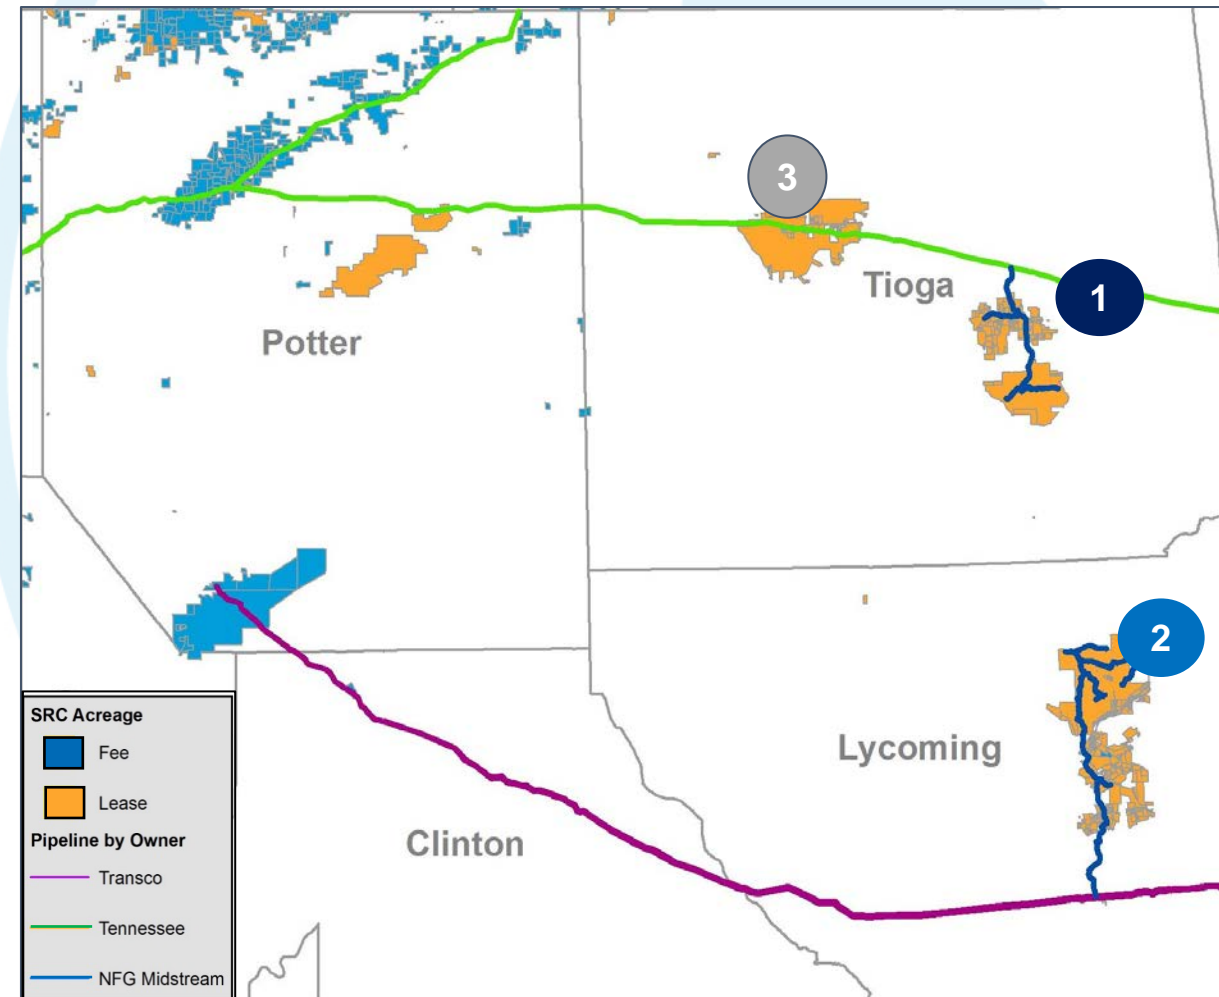 3
Tioga
1
Potter
2
Lycoming
Clinton
SRC Acreage
Fee
Lease
Pipeline by Owner
Transco
Tennessee
NFG Midstream